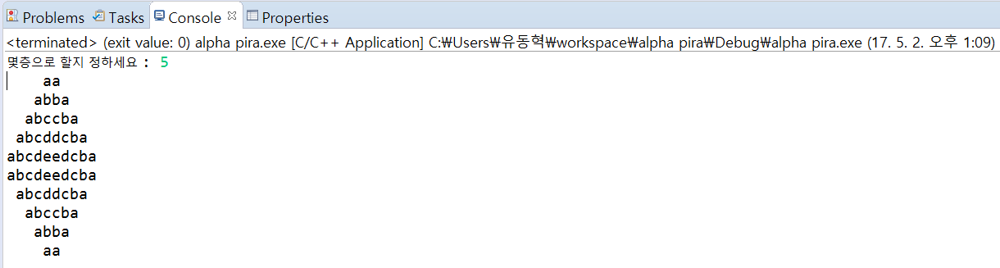 Problems Tasks Console Properties
<terminated> (exit value: 0) alpha pira.exe [C/C++ Application] C:₩Users₩유동혁₩workspace₩alpha pira₩Debug₩alpha pira.exe (17. 5. 2. 오후 1:09)
몇층으로 할지 정하세요 : 5
    aa
   abba
  abccba
 abcddcba
abcdeedcba
abcdeedcba
 abcddcba
  abccba
   abba
    aa